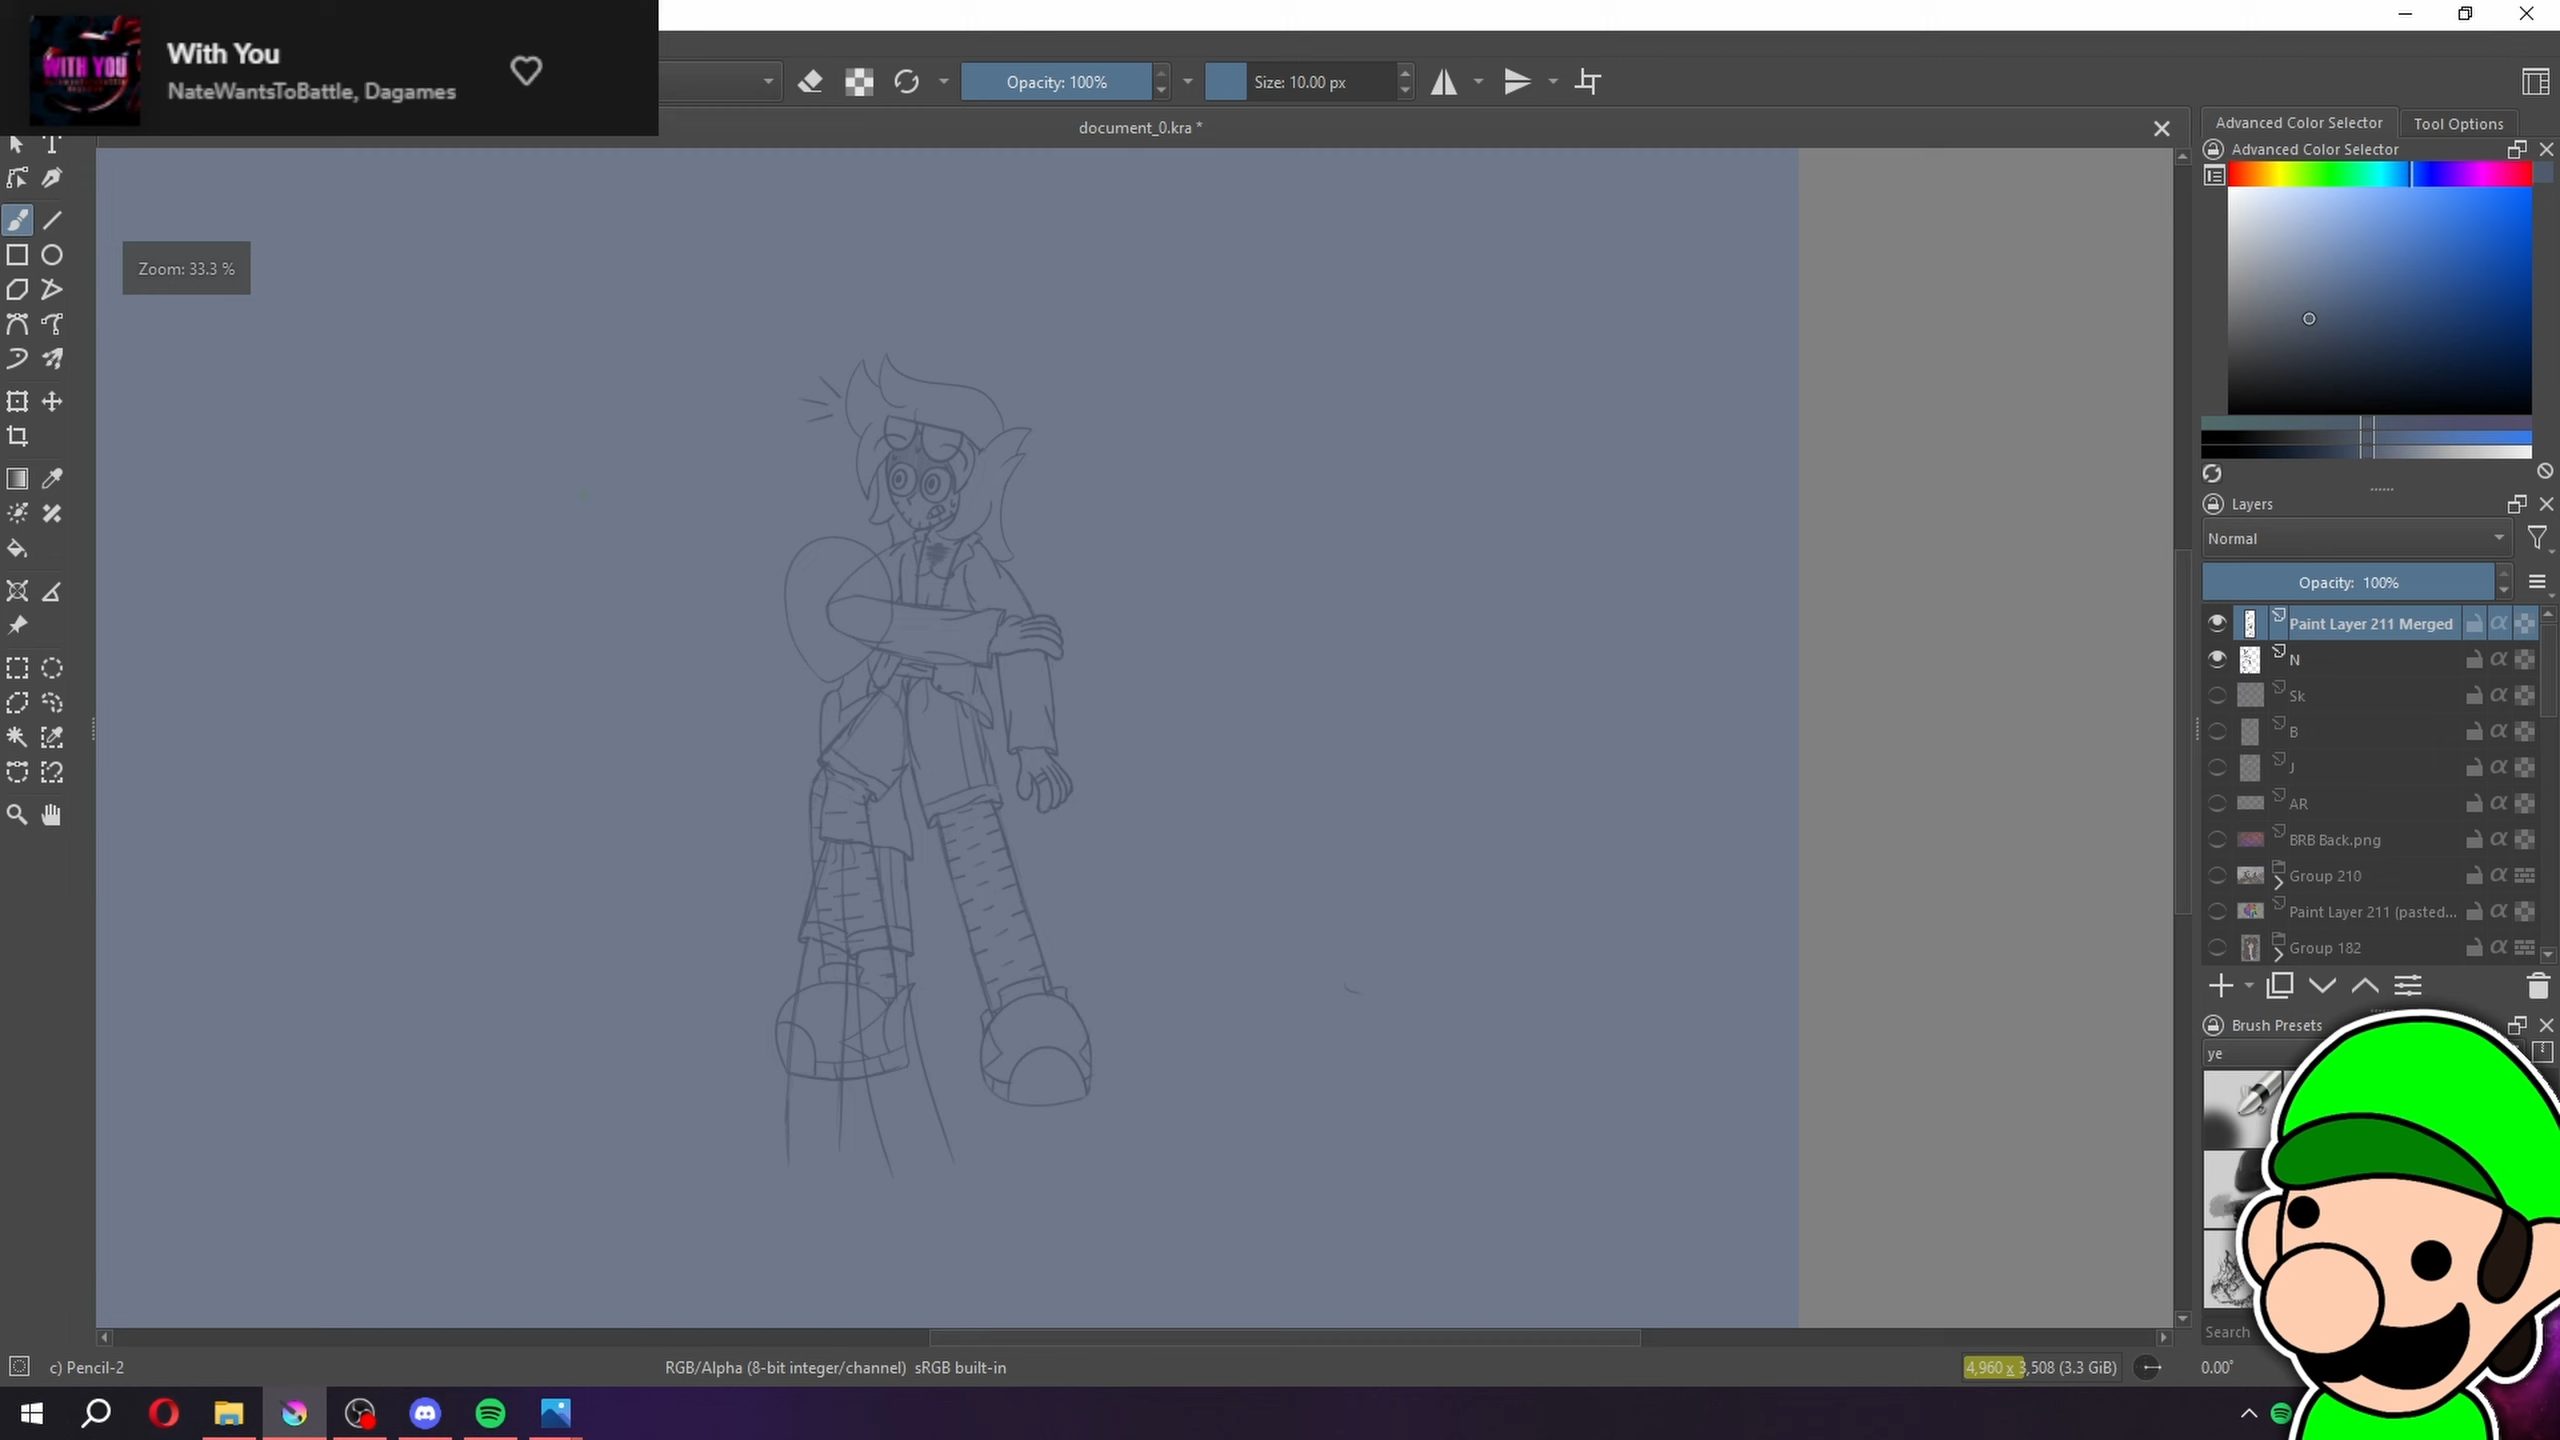 WITH YOU
With You
NateWantsToBattle, Dagames
Opacity: 100%
Size: 10.00 px
document_0.kra *
Advanced Color Selector
Tool Options
Advanced Color Selector
Zoom: 33.3 %
Layers
Normal
Opacity: 100%
Paint Layer 211 Merged
N
Sk
B
J
AR
BRB Back.png
Group 210
Paint Layer 211 (pasted...
Group 182
Brush Presets
ye
Search
c) Pencil-2
RGB/Alpha (8-bit integer/channel) sRGB built-in
4,960 x 3,508 (3.3 GiB)
0.00°